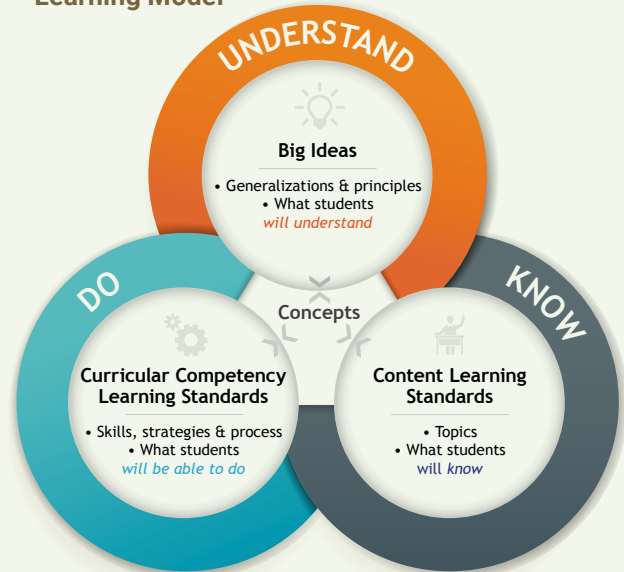 Learning Model
UNDERSTAND
Big Ideas
• Generalizations & principles
• What students
will understand
Concepts
DO
Curricular Competency
Learning Standards
• Skills, strategies & process
• What students
will be able to do
KNOW
Content Learning
Standards
• Topics
• What students
will know